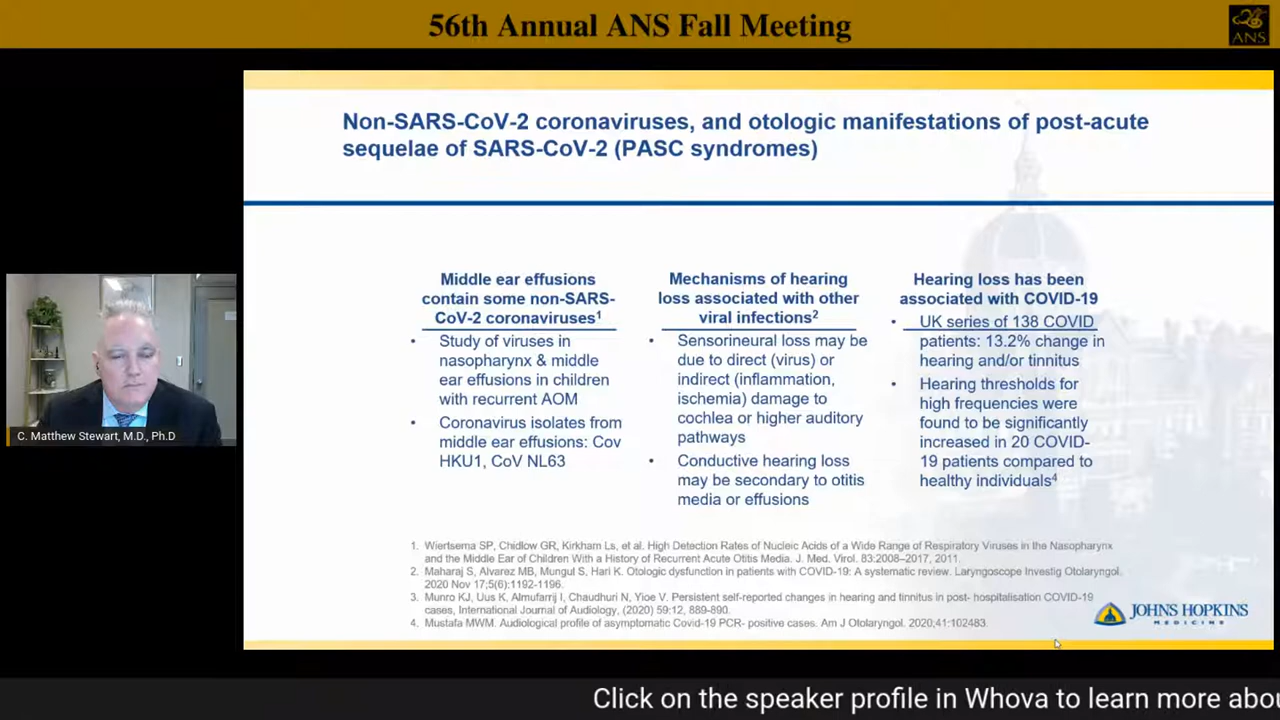 56th Annual ANS Fall Meeting
ANS
Non-SARS-CoV-2 coronaviruses, and otologic manifestations of post-acute
sequelae of SARS-CoV-2 (PASC syndromes)
Middle ear effusions
contain some non-SARS-
CoV-2 coronaviruses1
• Study of viruses in
nasopharynx & middle
ear effusions in children
with recurrent AOM
• Coronavirus isolates from
middle ear effusions: Cov
HKU1, CoV NL63
Mechanisms of hearing
loss associated with other
viral infections2
• Sensorineural loss may be
due to direct (virus) or
indirect (inflammation,
ischemia) damage to
cochlea or higher auditory
pathways
• Conductive hearing loss
may be secondary to otitis
media or effusions
Hearing loss has been
associated with COVID-19
• UK series of 138 COVID
patients: 13.2% change in
hearing and/or tinnitus
• Hearing thresholds for
high frequencies were
found to be significantly
increased in 20 COVID-
19 patients compared to
healthy individuals4
1. Wiertsema SP, Chidlow GR, Kirkham Ls, et al. High Detection Rates of Nucleic Acids of a Wide Range of Respiratory Viruses in the Nasopharynx
and the Middle Ear of Children With a History of Recurrent Acute Otitis Media. J. Med. Virol. 83:2008–2017, 2011.
2. Maharaj S, Alvarez MB, Mungul S, Hari K. Otologic dysfunction in patients with COVID-19: A systematic review. Laryngoscope Investig Otolaryngol.
2020 Nov 17;5(6):1192-1196.
3. Munro KJ, Uus K, Almufarrij I, Chaudhuri N, Yioe V. Persistent self-reported changes in hearing and tinnitus in post- hospitalisation COVID-19
cases, International Journal of Audiology, (2020) 59:12, 889-890.
4. Mustafa MWM. Audiological profile of asymptomatic Covid-19 PCR- positive cases. Am J Otolaryngol. 2020;41:102483.
JOHNS HOPKINS
MEDICINE
C. Matthew Stewart, M.D., Ph.D
Click on the speaker profile in Whova to learn more abou